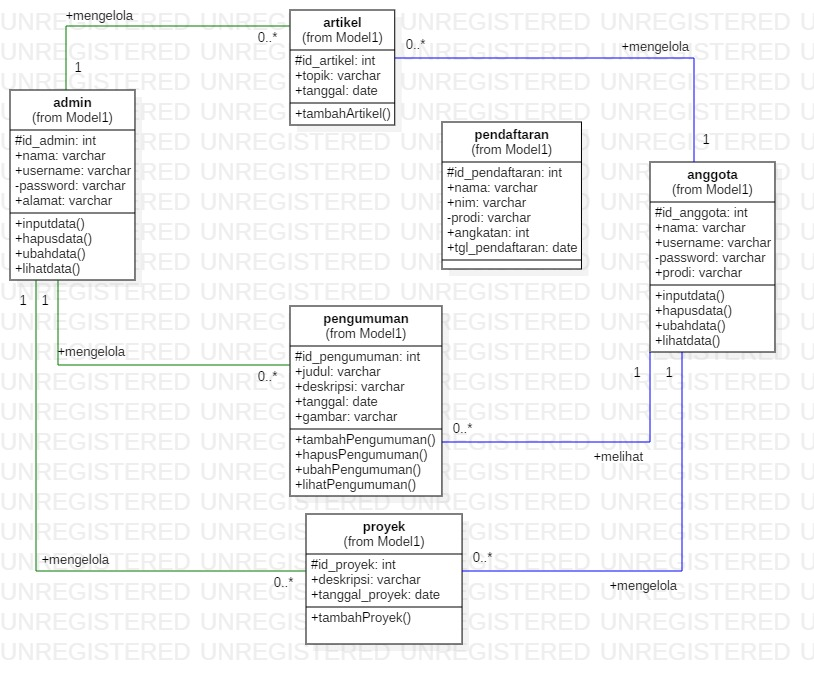 +mengelola
0..*
1
artikel
(from Model1)
#id_artikel: int
+topik: varchar
+tanggal: date
+tambahArtikel()
0..*
+mengelola
1
admin
(from Model1)
#id_admin: int
+nama: varchar
+username: varchar
-password: varchar
+alamat: varchar
+inputdata()
+hapusdata()
+ubahdata()
+lihatdata()
pendaftaran
(from Model1)
#id_pendaftaran: int
+nama: varchar
+nim: varchar
-prodi: varchar
+angkatan: int
+tgl_pendaftaran: date
anggota
(from Model1)
#id_anggota: int
+nama: varchar
+username: varchar
-password: varchar
+prodi: varchar
+inputdata()
+hapusdata()
+ubahdata()
+lihatdata()
1
1
+mengelola
0..*
pengumuman
(from Model1)
#id_pengumuman: int
+judul: varchar
+deskripsi: varchar
+tanggal: date
+gambar: varchar
+tambahPengumuman()
+hapusPengumuman()
+ubahPengumuman()
+lihatPengumuman()
1
1
0..*
+melihat
+mengelola
0..*
proyek
(from Model1)
#id_proyek: int
+deskripsi: varchar
+tanggal_proyek: date
+tambahProyek()
0..*
+mengelola
UNREGISTERED